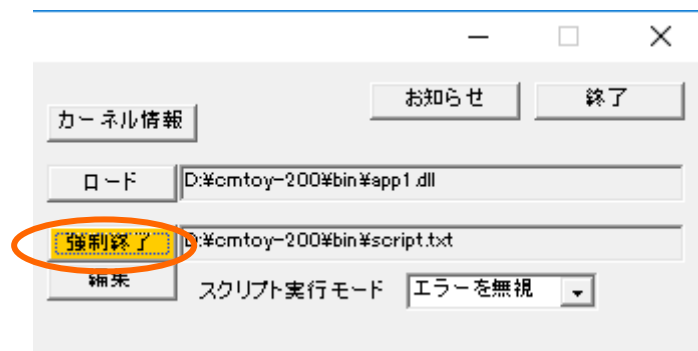 お知らせ 終了
カーネル情報
ロード D:¥cmtoy-200¥bin¥app1.dll
強制終了 D:¥cmtoy-200¥bin¥script.txt
編集 スクリプト実行モード エラーを無視